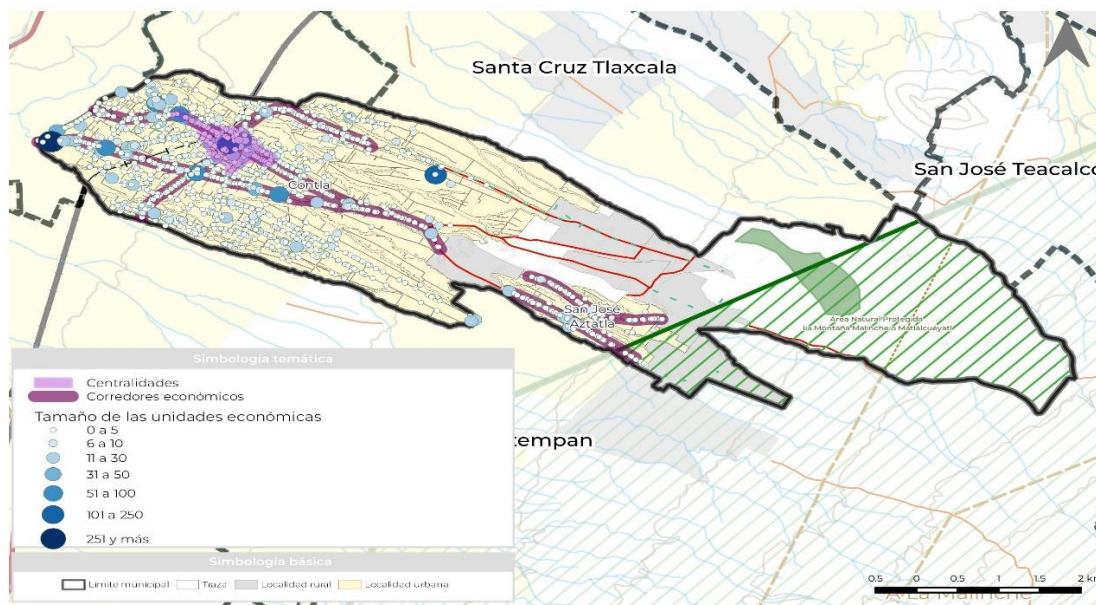 Santa Cruz Tlaxcala
San José Teacalco
Contla
San José
Aztatla
Área Natural Protegida
La Montaña Malinche o Matlalcuéyatl
tempan
Simbología temática
Centralidades
Corredores económicos
Tamaño de las unidades económicas
0 a 5
6 a 10
11 a 30
31 a 50
51 a 100
101 a 250
251 y más
Simbología básica
Límite municipal Traza Localidad rural Localidad urbana
0.5 0 0.5 1 1.5 2 km
A La Malinche